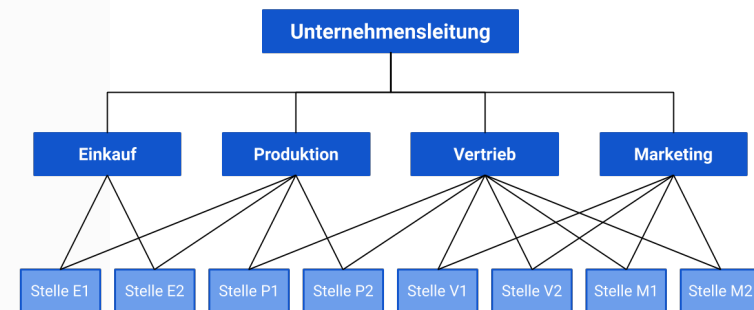 Unternehmensleitung
Einkauf
Produktion
Vertrieb
Marketing
Stelle E1
Stelle E2
Stelle P1
Stelle P2
Stelle V1
Stelle V2
Stelle M1
Stelle M2